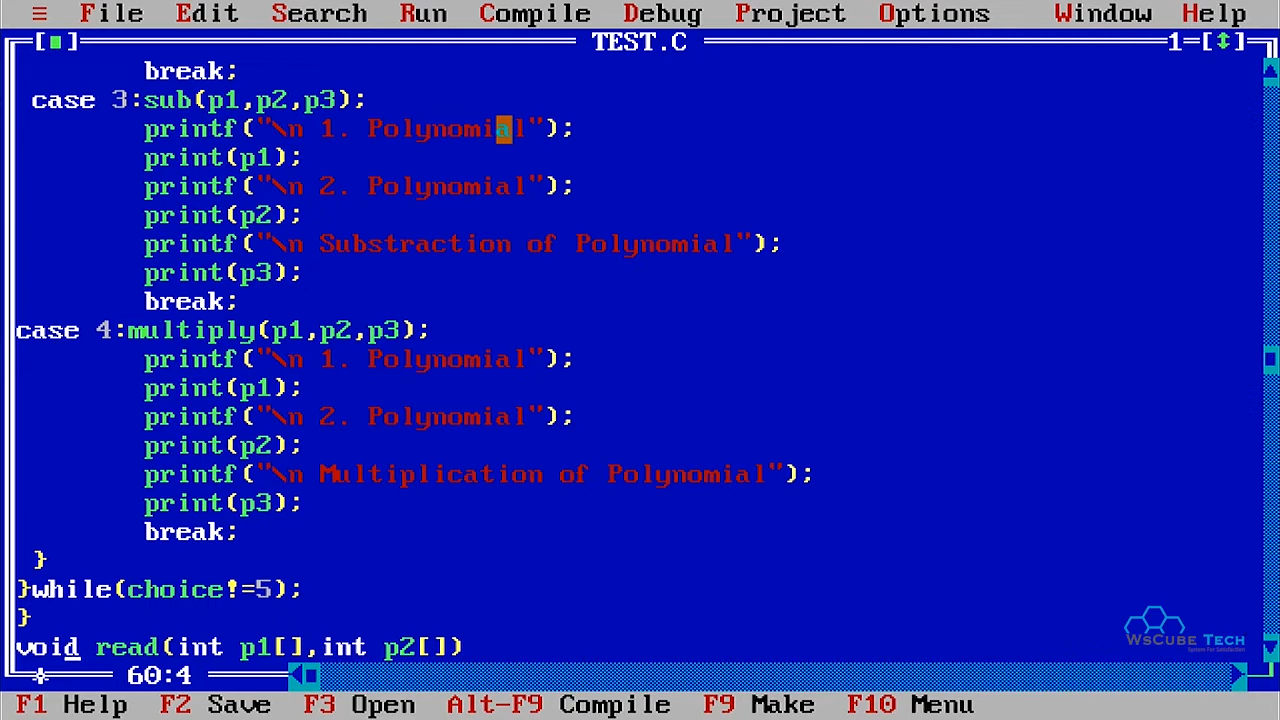 ≡ File Edit Search Run Compile Debug Project Options Window Help
[■] TEST.C 1=[↕]
break;
case 3:sub(p1,p2,p3);
printf("\n 1. Polynomial");
print(p1);
printf("\n 2. Polynomial");
print(p2);
printf("\n Substraction of Polynomial");
print(p3);
break;
case 4:multiply(p1,p2,p3);
printf("\n 1. Polynomial");
print(p1);
printf("\n 2. Polynomial");
print(p2);
printf("\n Multiplication of Polynomial");
print(p3);
break;
}
}while(choice!=5);
}
void read(int p1[],int p2[])
WsCube Tech
System For Satisfaction
60:4
F1 Help F2 Save F3 Open Alt-F9 Compile F9 Make F10 Menu